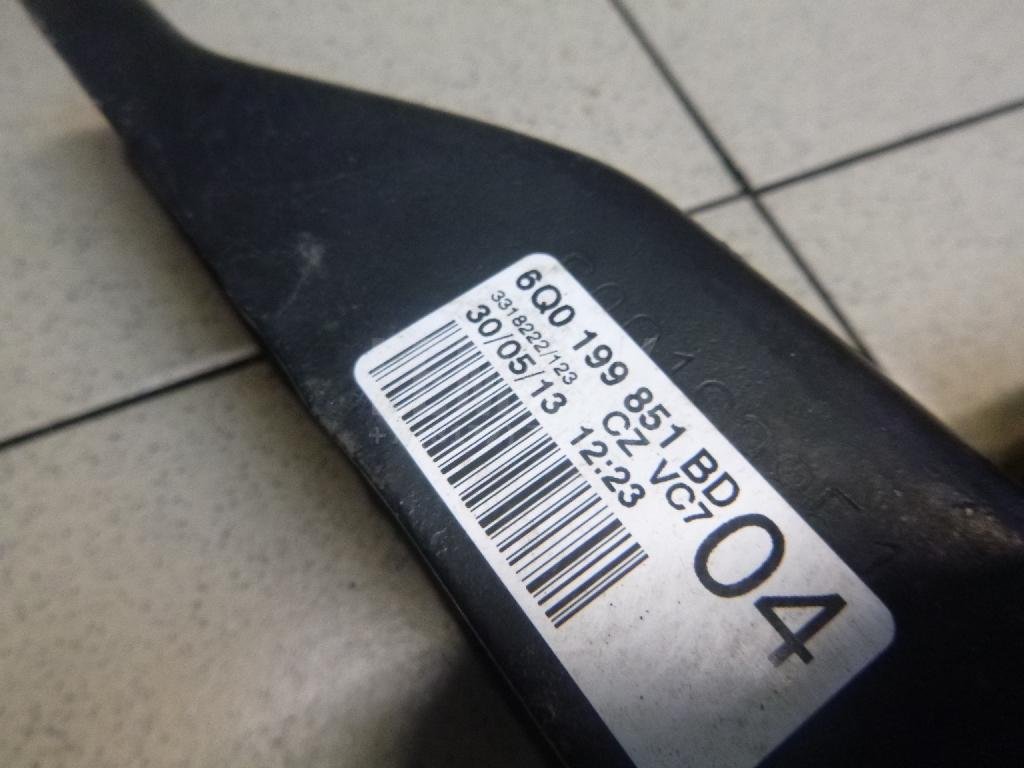 6Q0 199 851 BD
3318222/123 CZ VC7
30/05/13 12:23
04